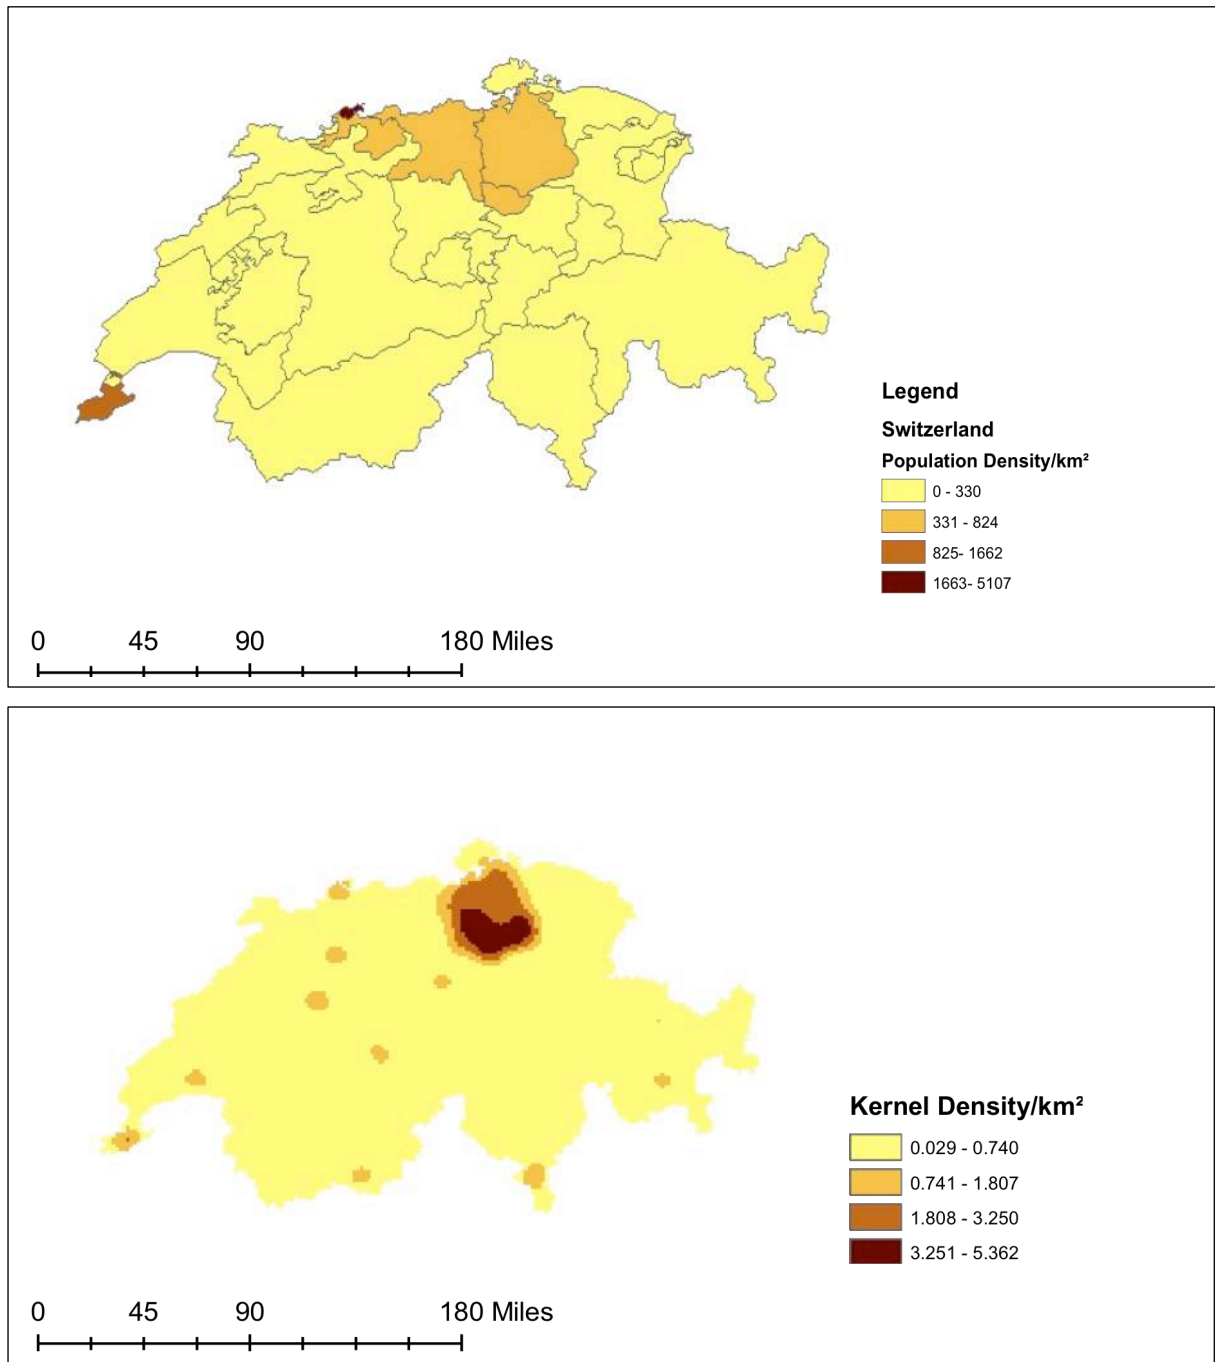 Legend
Switzerland
Population Density/km²
0 - 330
331 - 824
825- 1662
1663- 5107
0 45 90 180 Miles
Kernel Density/km²
0.029 - 0.740
0.741 - 1.807
1.808 - 3.250
3.251 - 5.362
0 45 90 180 Miles